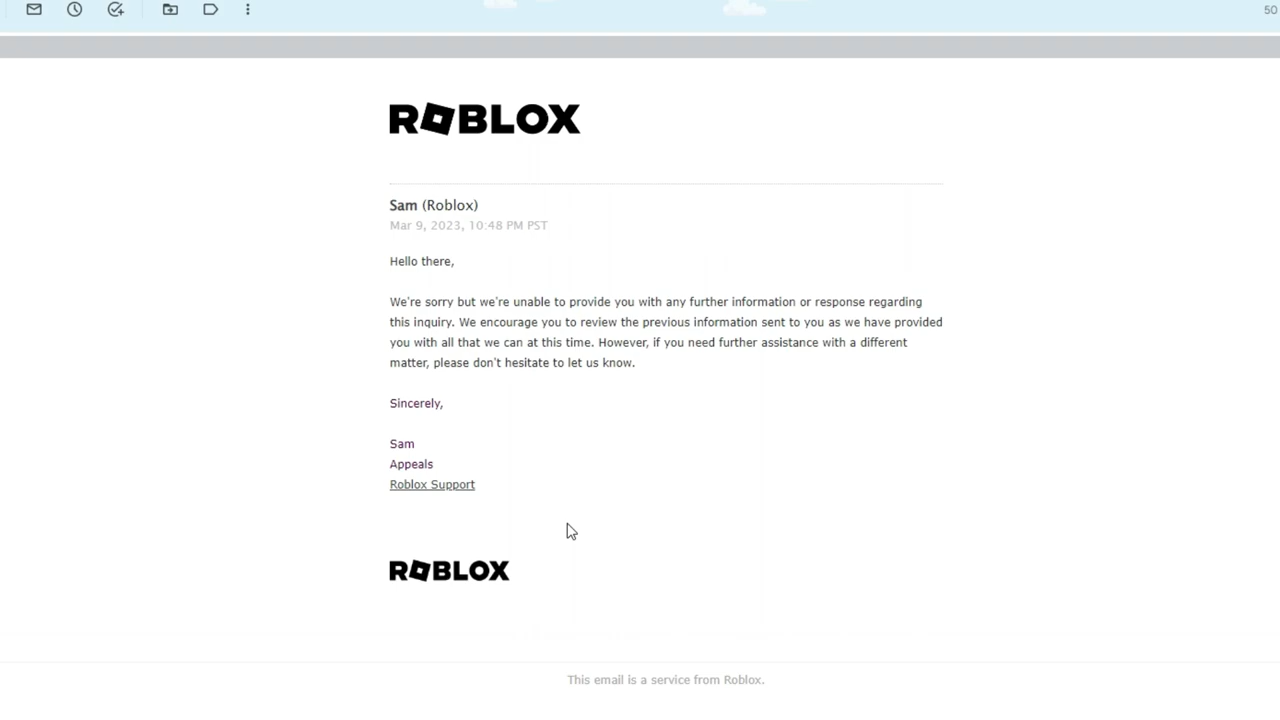 50
ROBLOX
Sam (Roblox)
Mar 9, 2023, 10:48 PM PST
Hello there,
We're sorry but we're unable to provide you with any further information or response regarding
this inquiry. We encourage you to review the previous information sent to you as we have provided
you with all that we can at this time. However, if you need further assistance with a different
matter, please don't hesitate to let us know.
Sincerely,
Sam
Appeals
Roblox Support
ROBLOX
This email is a service from Roblox.